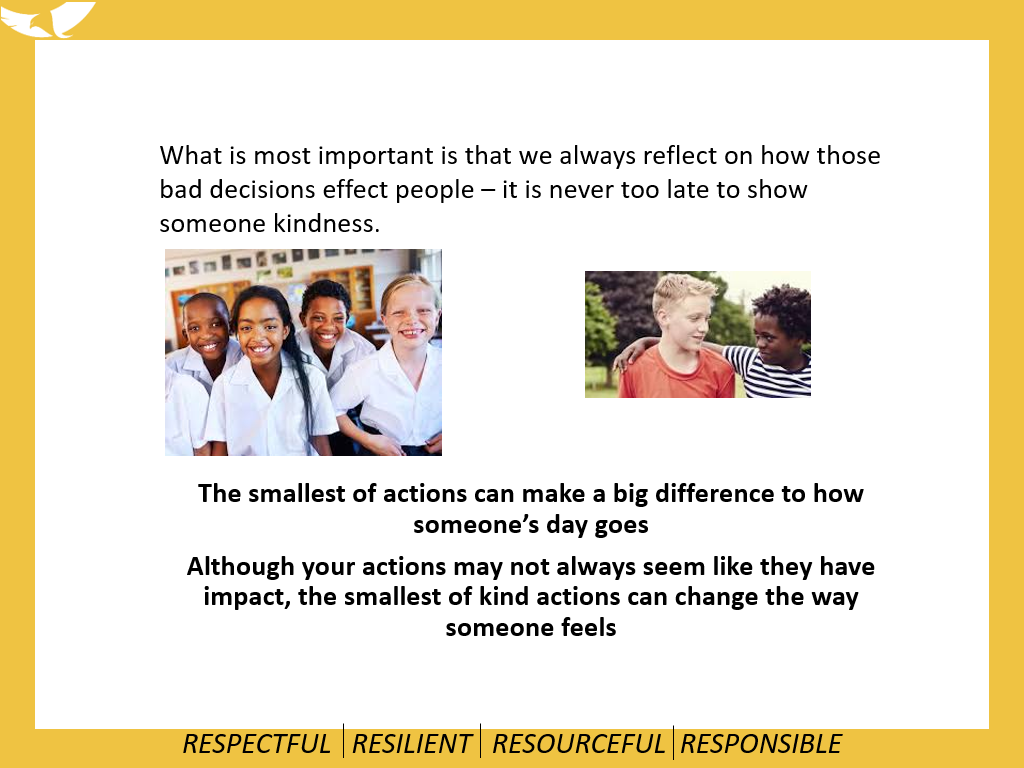 What is most important is that we always reflect on how those
bad decisions effect people – it is never too late to show
someone kindness.
The smallest of actions can make a big difference to how
someone’s day goes
Although your actions may not always seem like they have
impact, the smallest of kind actions can change the way
someone feels
RESPECTFUL RESILIENT RESOURCEFUL RESPONSIBLE